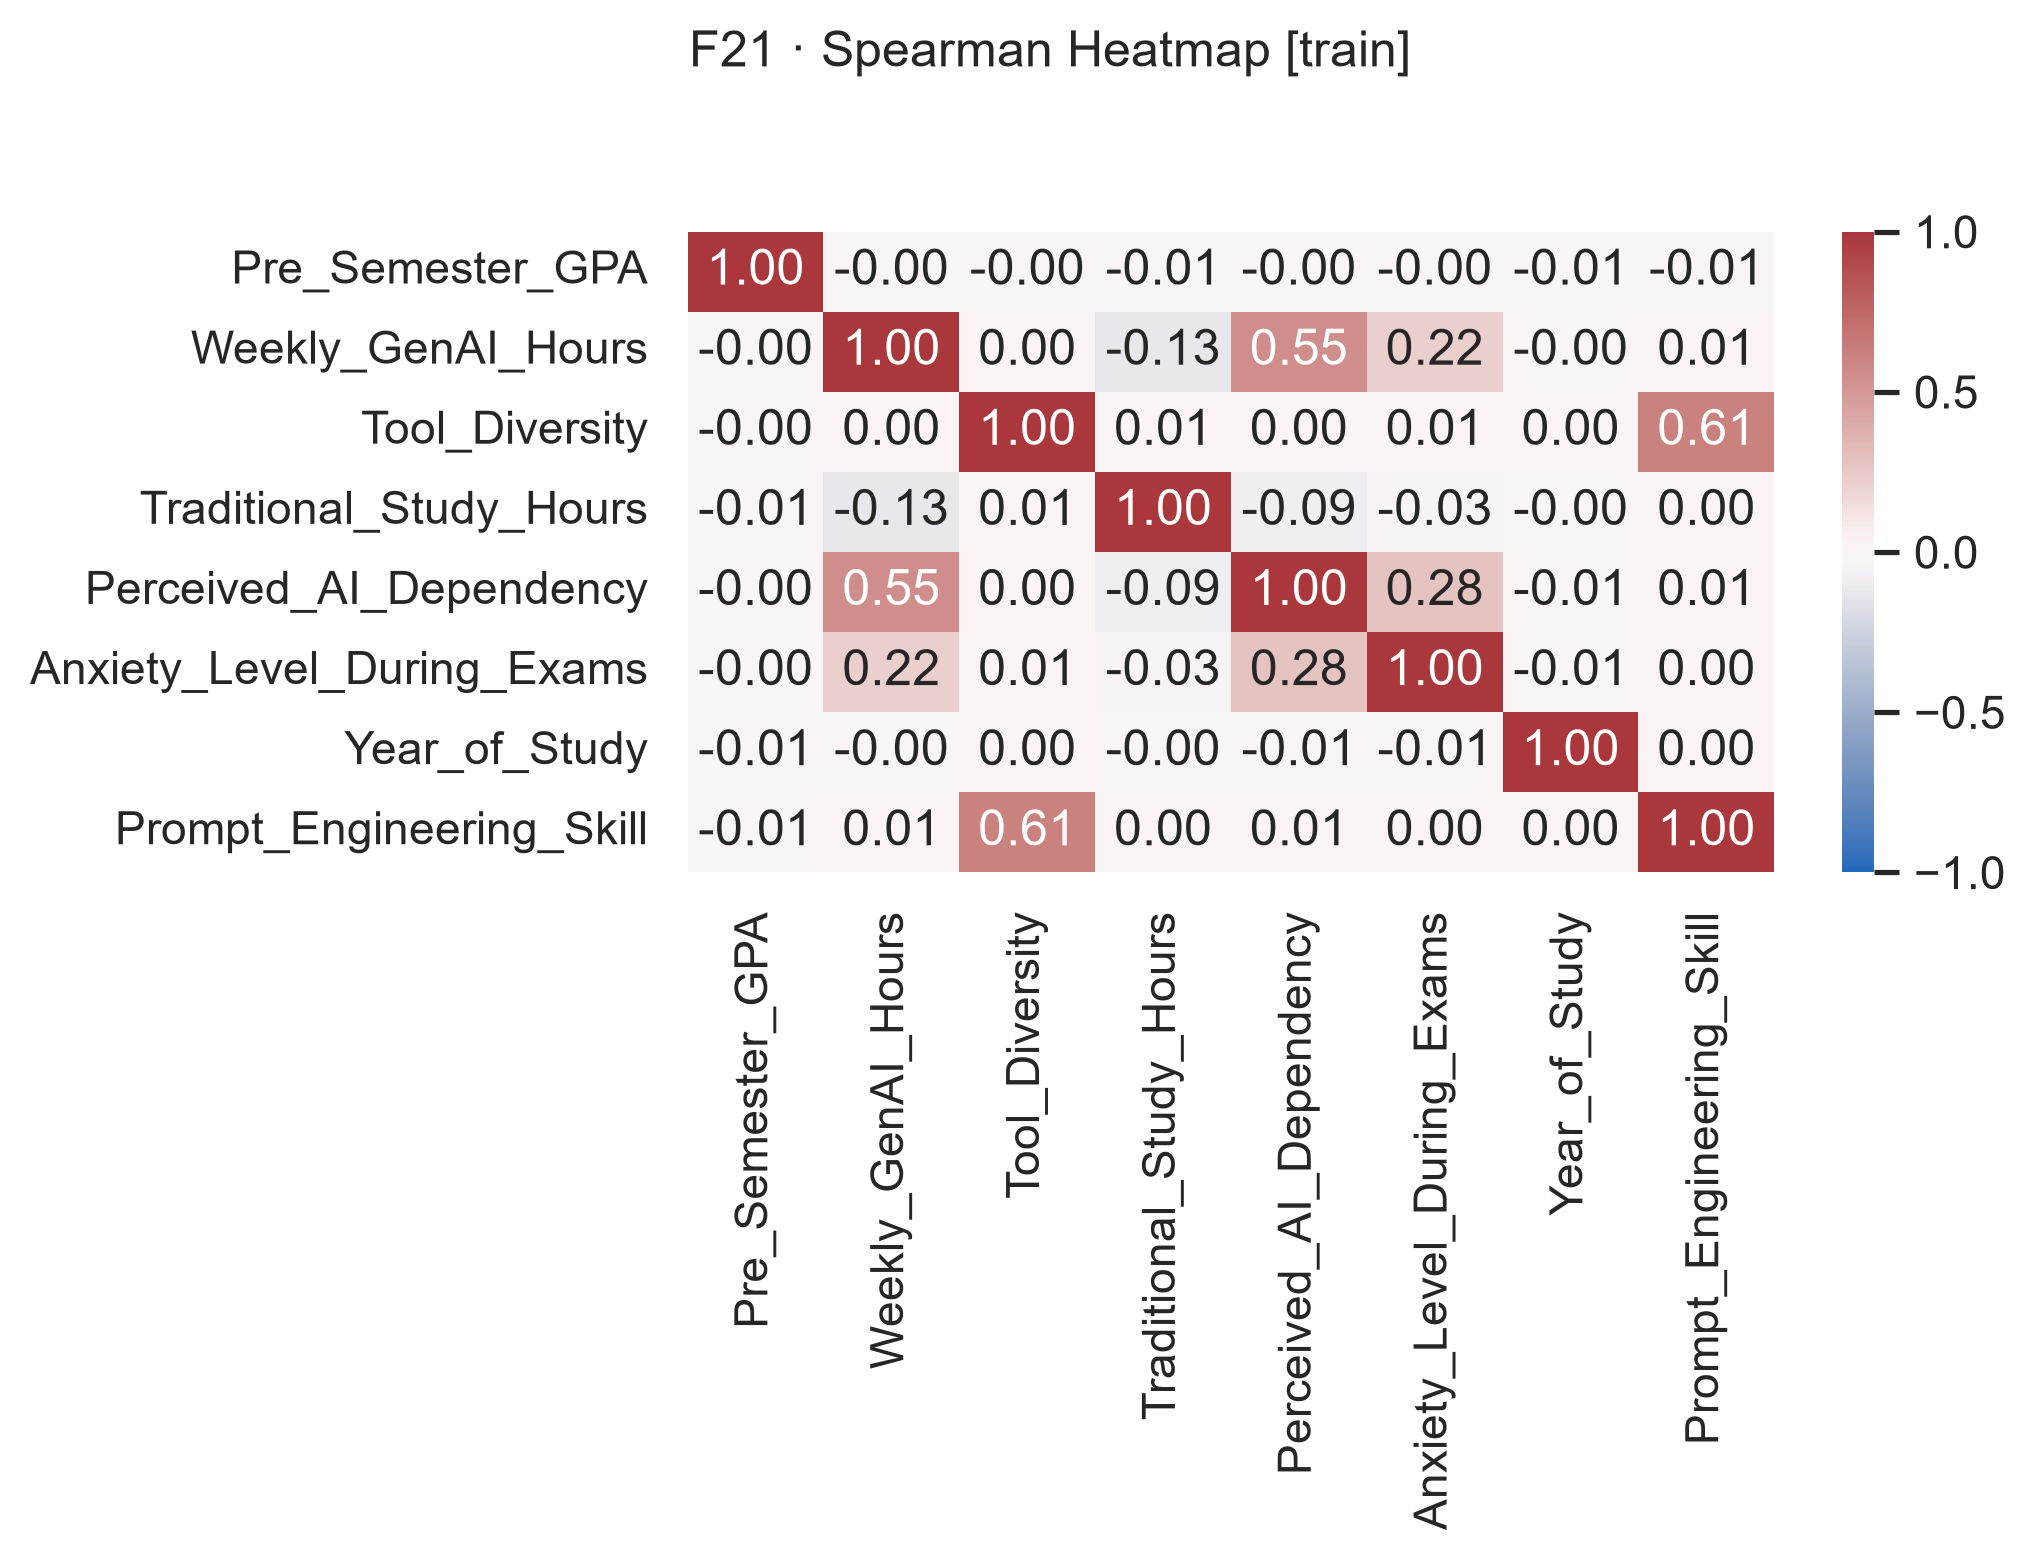 F21 · Spearman Heatmap [train]
Pre_Semester_GPA 1.00 -0.00 -0.00 -0.01 -0.00 -0.00 -0.01 -0.01
Weekly_GenAI_Hours -0.00 1.00 0.00 -0.13 0.55 0.22 -0.00 0.01
Tool_Diversity -0.00 0.00 1.00 0.01 0.00 0.01 0.00 0.61
Traditional_Study_Hours -0.01 -0.13 0.01 1.00 -0.09 -0.03 -0.00 0.00
Perceived_AI_Dependency -0.00 0.55 0.00 -0.09 1.00 0.28 -0.01 0.01
Anxiety_Level_During_Exams -0.00 0.22 0.01 -0.03 0.28 1.00 -0.01 0.00
Year_of_Study -0.01 -0.00 0.00 -0.00 -0.01 -0.01 1.00 0.00
Prompt_Engineering_Skill -0.01 0.01 0.61 0.00 0.01 0.00 0.00 1.00
Pre_Semester_GPA
Weekly_GenAI_Hours
Tool_Diversity
Traditional_Study_Hours
Perceived_AI_Dependency
Anxiety_Level_During_Exams
Year_of_Study
Prompt_Engineering_Skill
1.0
0.5
0.0
−0.5
−1.0